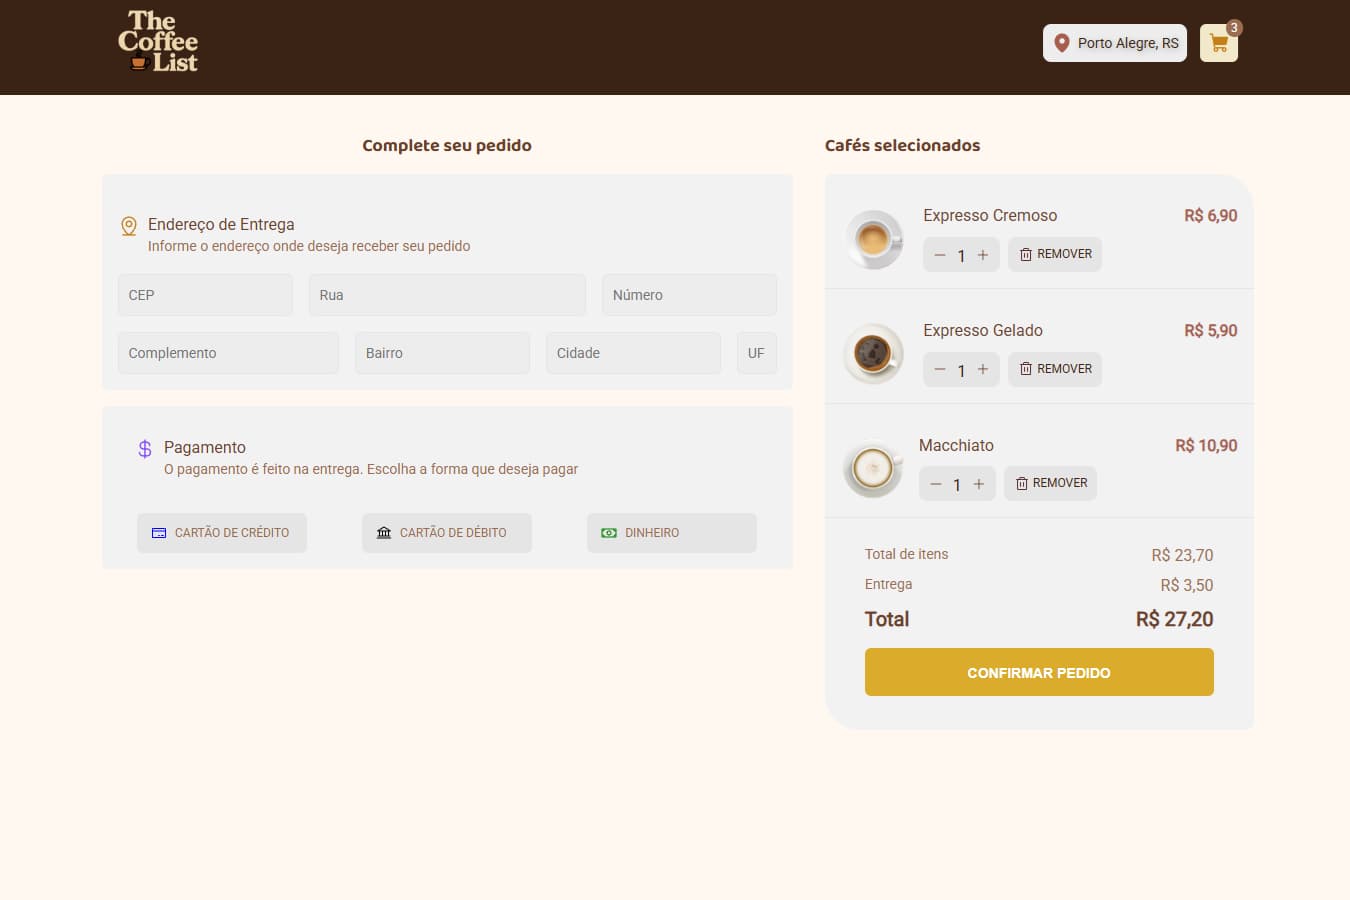 The
Coffee
List
Porto Alegre, RS
3
Complete seu pedido
Endereço de Entrega
Informe o endereço onde deseja receber seu pedido
CEP
Rua
Número
Complemento
Bairro
Cidade
UF
Pagamento
O pagamento é feito na entrega. Escolha a forma que deseja pagar
CARTÃO DE CRÉDITO
CARTÃO DE DÉBITO
DINHEIRO
Cafés selecionados
Expresso Cremoso
R$ 6,90
1
REMOVER
Expresso Gelado
R$ 5,90
1
REMOVER
Macchiato
R$ 10,90
1
REMOVER
Total de itens
R$ 23,70
Entrega
R$ 3,50
Total
R$ 27,20
CONFIRMAR PEDIDO